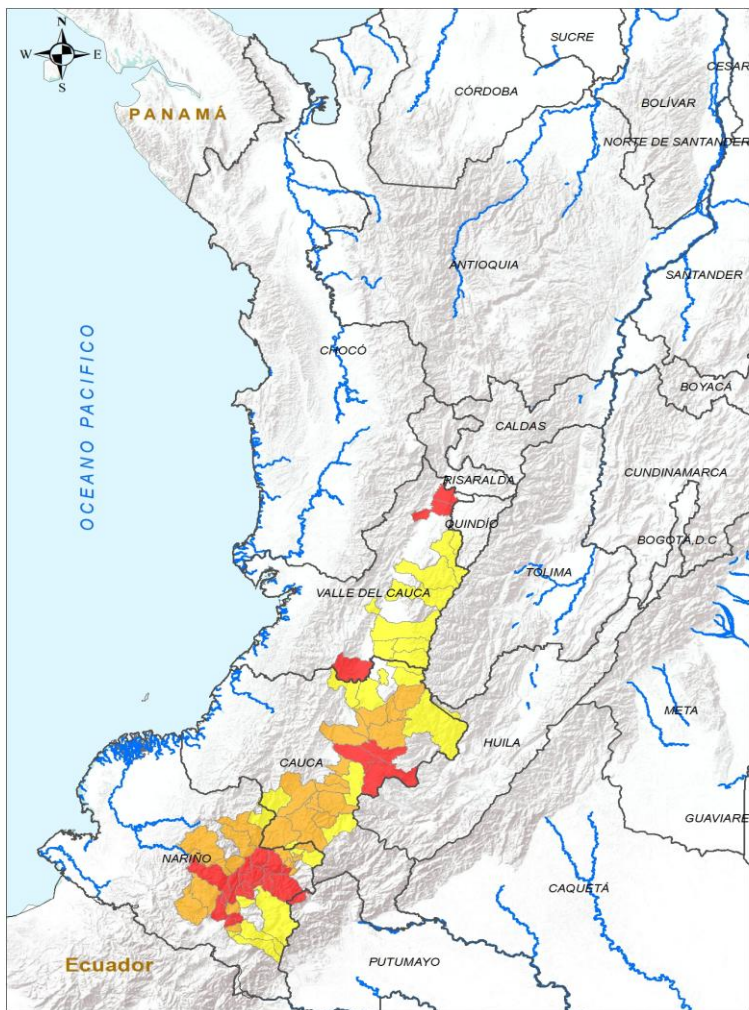 N
W E
S
SUCRE
CESAR
CÓRDOBA
BOLÍVAR
PANAMÁ
NORTE DE SANTANDER
ANTIOQUIA
SANTANDER
OCEANO PACIFICO
CHOCÓ
BOYACÁ
CALDAS
CUNDINAMARCA
RISARALDA
QUINDÍO
BOGOTÁ,D.C
TOLIMA
VALLE DEL CAUCA
META
HUILA
CAUCA
GUAVIARE
NARIÑO
CAQUETÁ
Ecuador
PUTUMAYO